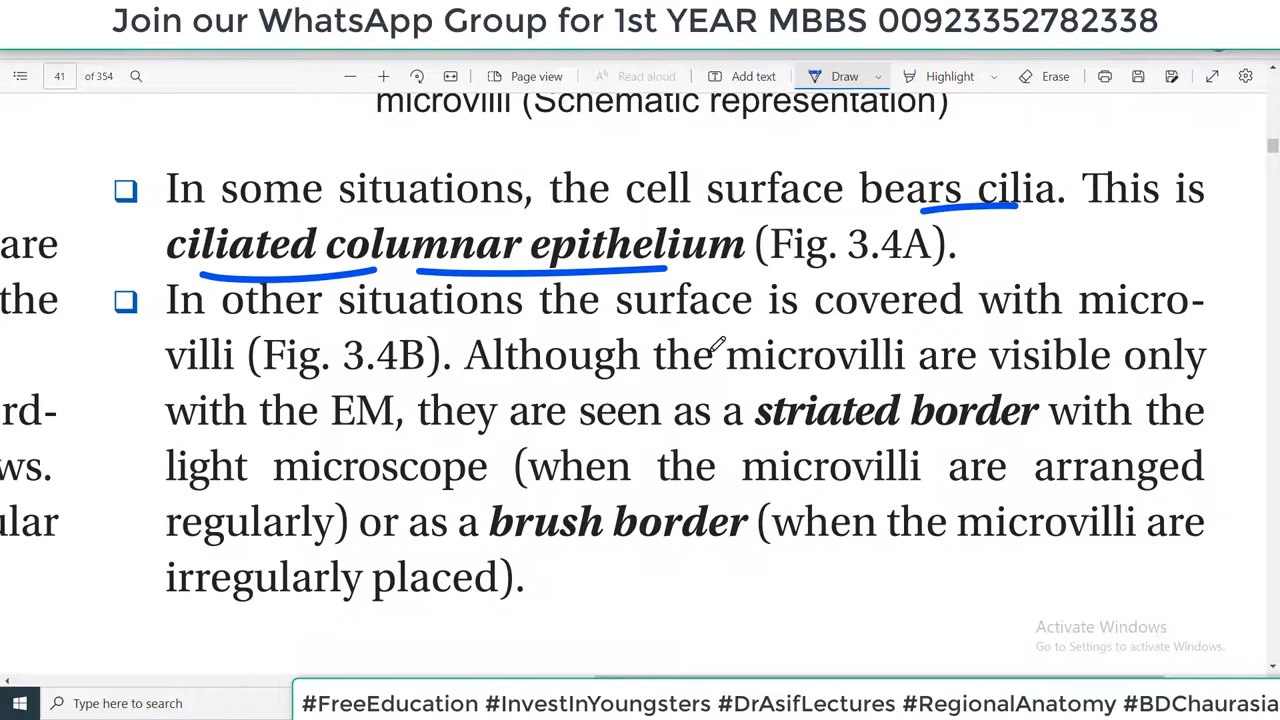 Join our WhatsApp Group for 1st YEAR MBBS 00923352782338
41 of 354 Page view Read aloud Add text Draw Highlight Erase
microvilli (Schematic representation)
In some situations, the cell surface bears cilia. This is
are ciliated columnar epithelium (Fig. 3.4A).
the In other situations the surface is covered with micro-
villi (Fig. 3.4B). Although the microvilli are visible only
rd- with the EM, they are seen as a striated border with the
ws. light microscope (when the microvilli are arranged
ular regularly) or as a brush border (when the microvilli are
irregularly placed).
Activate Windows
Go to Settings to activate Windows.
Type here to search
#FreeEducation #InvestInYoungsters #DrAsifLectures #RegionalAnatomy #BDChaurasia